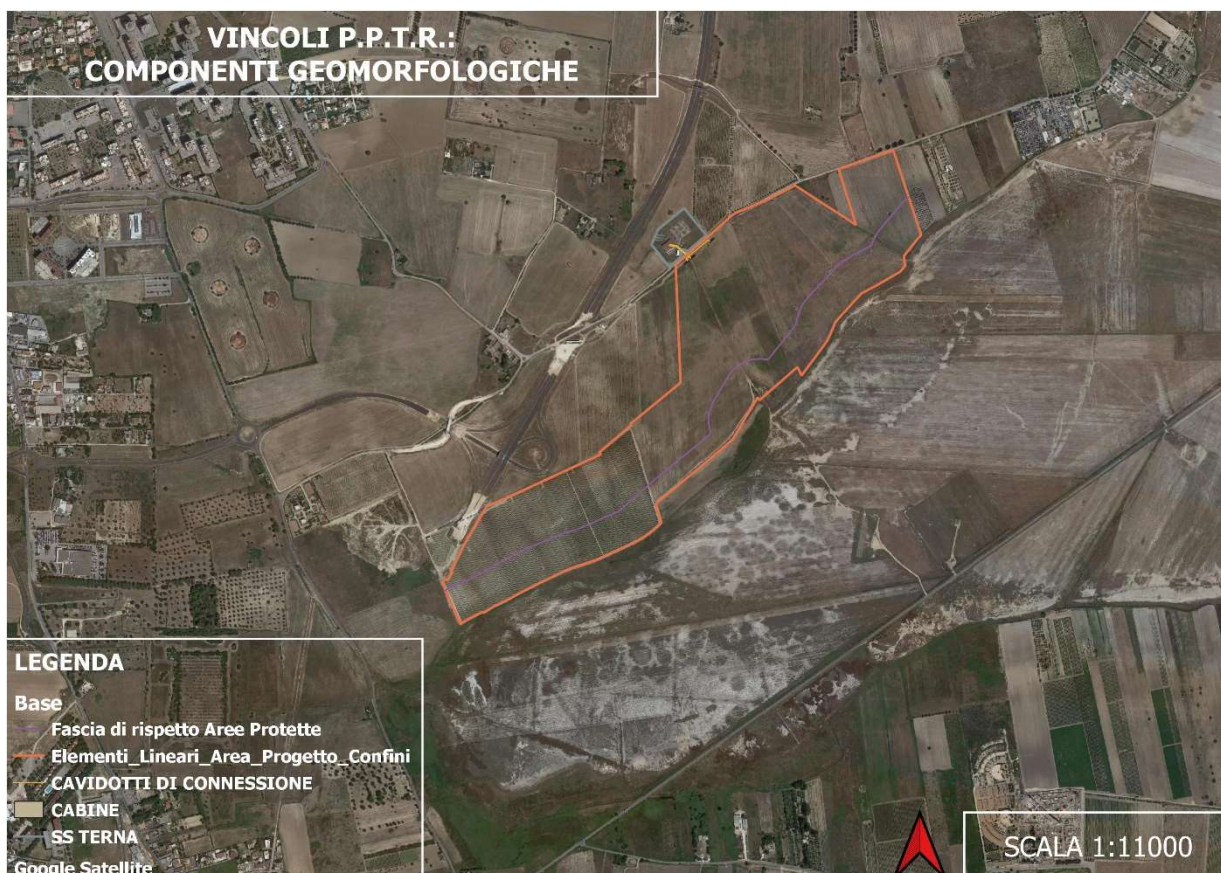 VINCOLI P.P.T.R.:
COMPONENTI GEOMORFOLOGICHE
LEGENDA
Base
Fascia di rispetto Aree Protette
Elementi_Lineari_Area_Progetto_Confini
CAVIDOTTI DI CONNESSIONE
CABINE
SS TERNA
Google Satellite
SCALA 1:11000